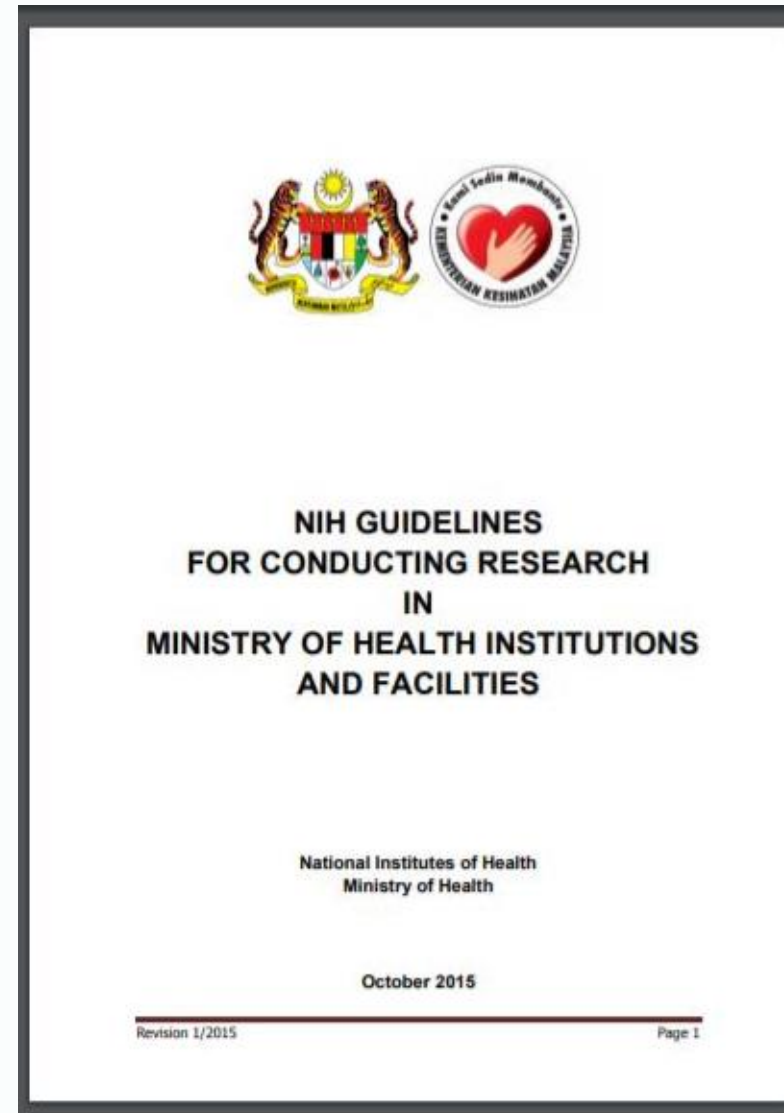 Kami Sedia Membantu
KEMENTERIAN KESIHATAN MALAYSIA
NIH GUIDELINES
FOR CONDUCTING RESEARCH
IN
MINISTRY OF HEALTH INSTITUTIONS
AND FACILITIES
National Institutes of Health
Ministry of Health
October 2015
Revision 1/2015 Page 1